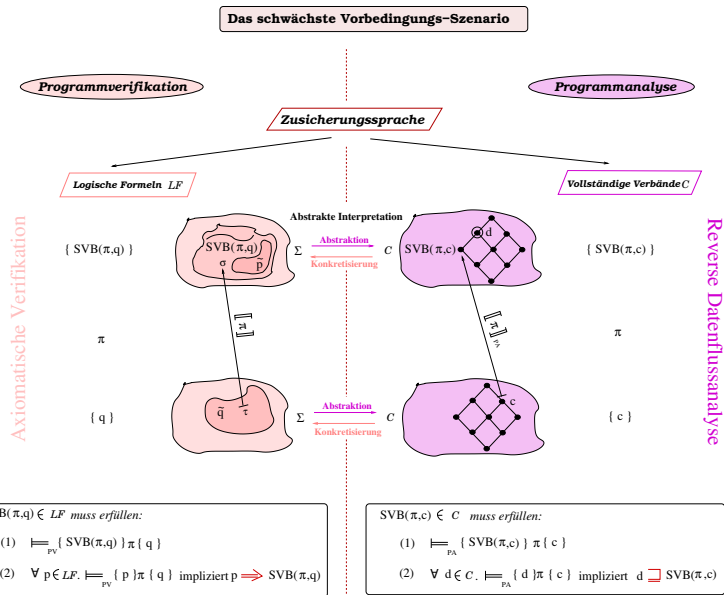 Das schwächste Vorbedingungs−Szenario
Programmverifikation
Programmanalyse
Zusicherungssprache
Logische Formeln LF
Vollständige Verbände C
Abstrakte Interpretation
{ SVB(π,q) }
SVB(π,q)
σ
p̃
Σ
Abstraktion
Konkretisierung
C
SVB(π,c)
d
{ SVB(π,c) }
Axiomatische Verifikation
Reverse Datenflussanalyse
π
[[ π ]]
[[ π ]] PA
π
{ q }
q̃
τ
Σ
Abstraktion
Konkretisierung
C
c
{ c }
B(π,q) ∈ LF muss erfüllen:
(1) ⊨PV { SVB(π,q) } π { q }
(2) ∀ p ∈ LF. ⊨PV { p } π { q } impliziert p ⟹ SVB(π,q)
SVB(π,c) ∈ C muss erfüllen:
(1) ⊨PA { SVB(π,c) } π { c }
(2) ∀ d ∈ C. ⊨PA { d } π { c } impliziert d ⊒ SVB(π,c)